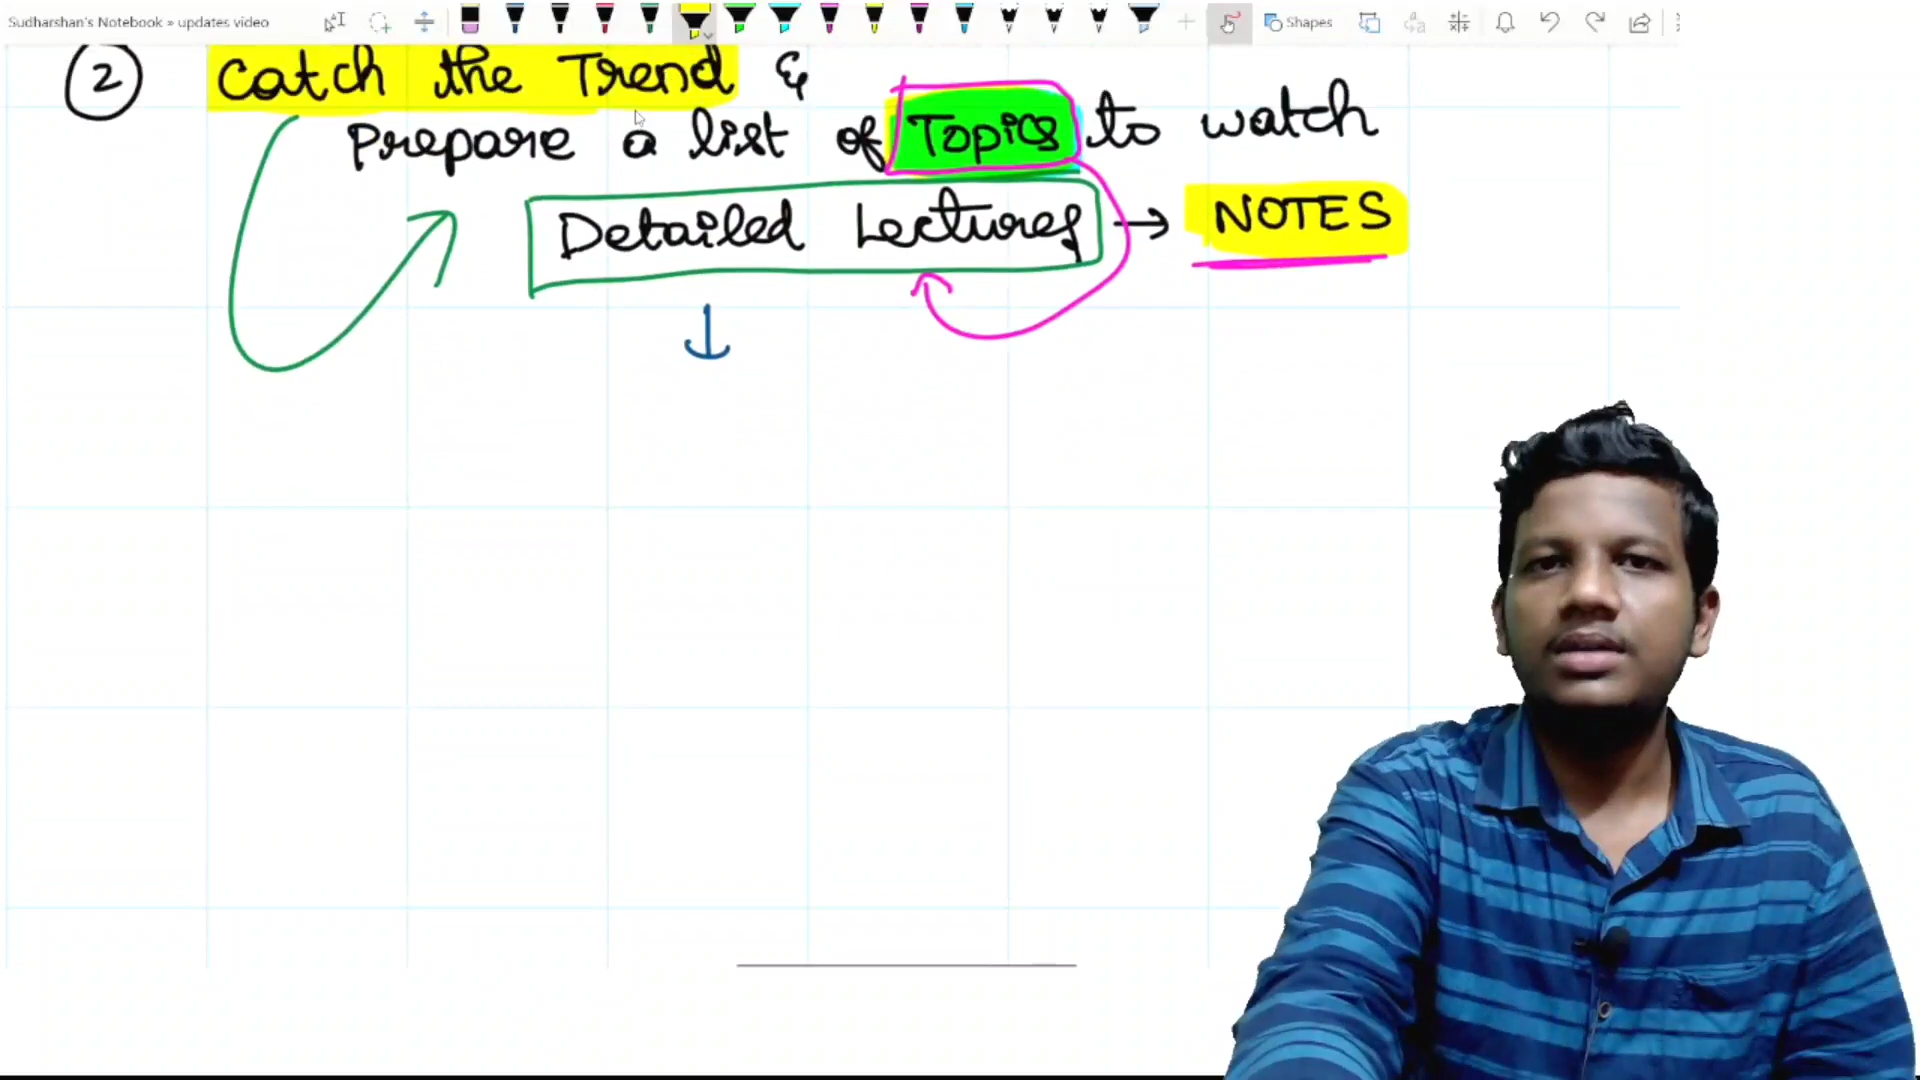 Sudharshan's Notebook » updates video
Shapes
2 Catch the Trend &
Prepare a list of Topics to watch
Detailed Lectures → NOTES